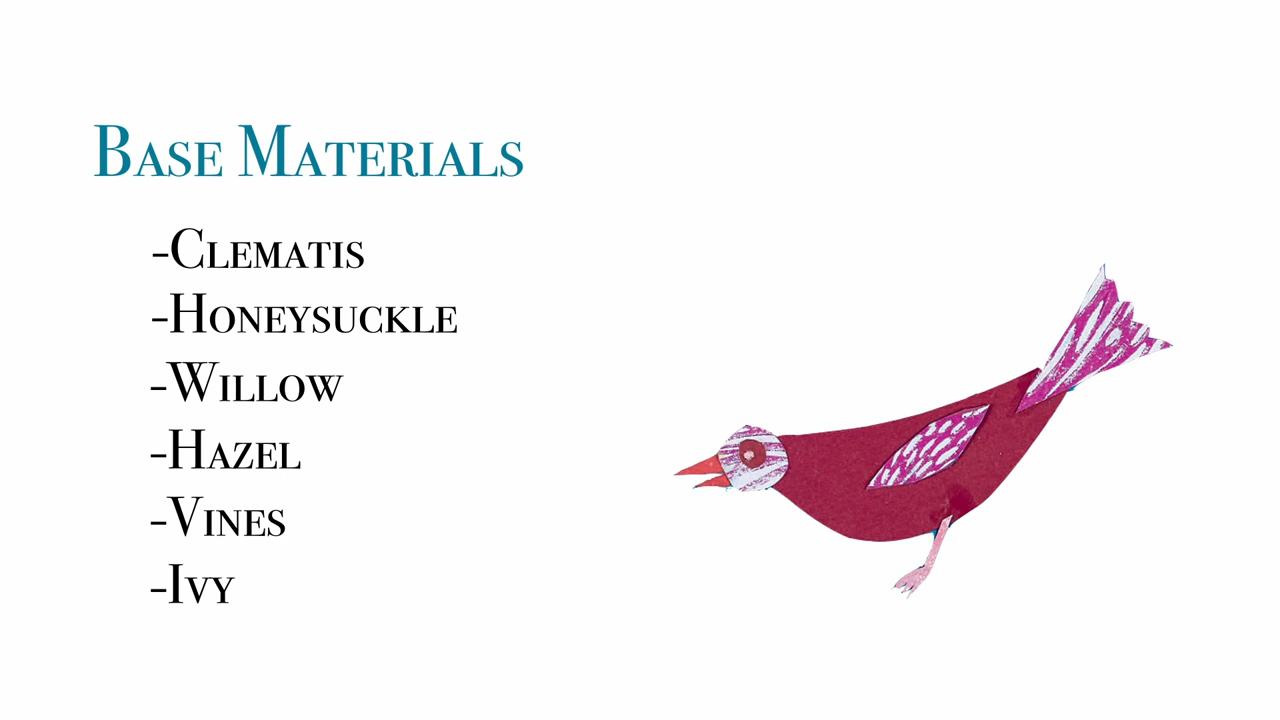 Base Materials
-Clematis
-Honeysuckle
-Willow
-Hazel
-Vines
-Ivy